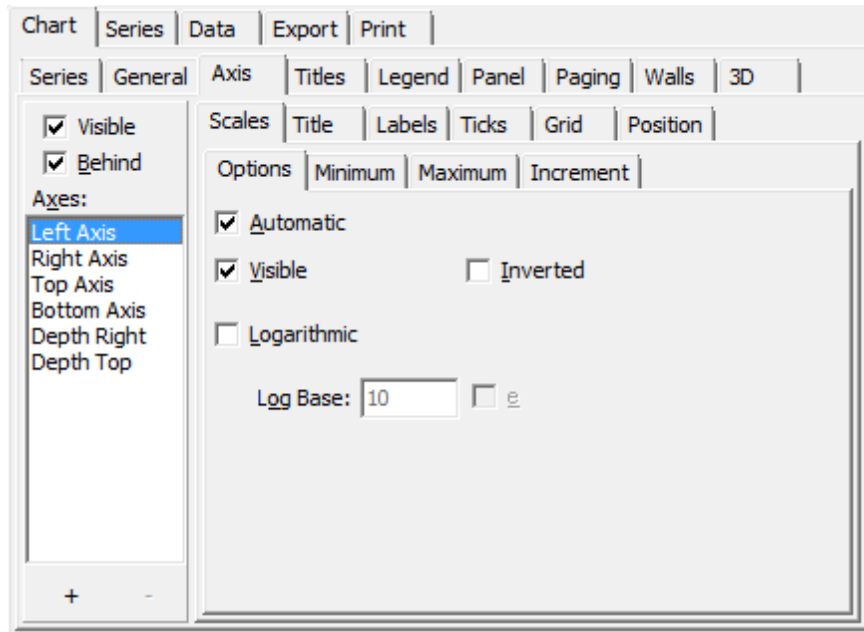 Chart Series Data Export Print
Series General Axis Titles Legend Panel Paging Walls 3D
Visible
Behind
Axes:
Left Axis
Right Axis
Top Axis
Bottom Axis
Depth Right
Depth Top
+ -
Scales Title Labels Ticks Grid Position
Options Minimum Maximum Increment
Automatic
Visible Inverted
Logarithmic
Log Base: 10 e